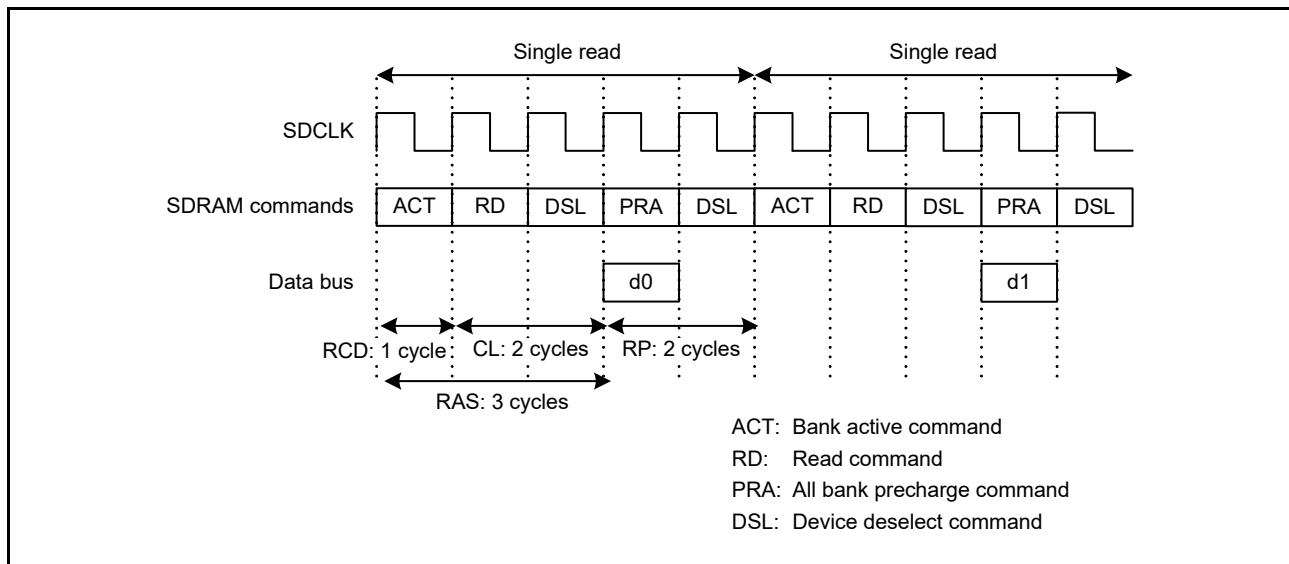 Single read Single read
SDCLK
SDRAM commands ACT RD DSL PRA DSL ACT RD DSL PRA DSL
Data bus d0 d1
RCD: 1 cycle CL: 2 cycles RP: 2 cycles
RAS: 3 cycles
ACT: Bank active command
RD: Read command
PRA: All bank precharge command
DSL: Device deselect command